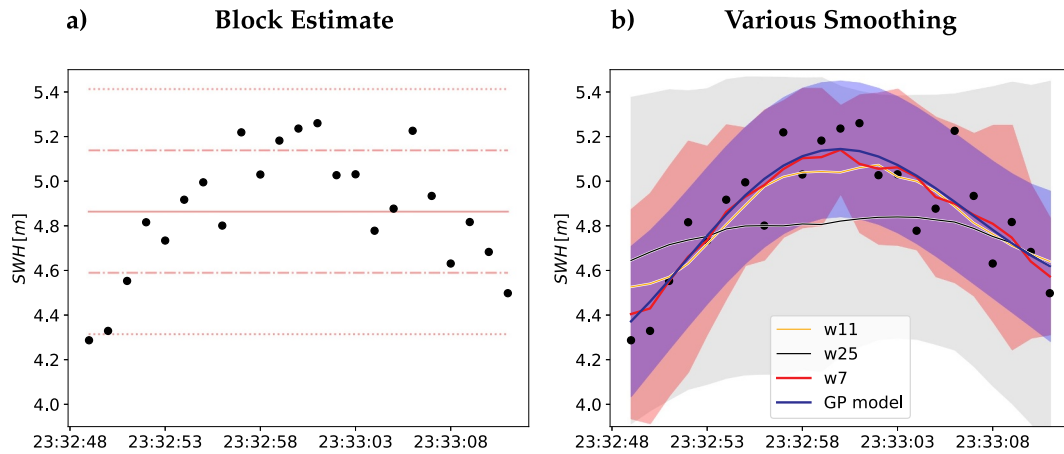 a) Block Estimate
SWH [m]
5.4
5.2
5.0
4.8
4.6
4.4
4.2
4.0
23:32:48 23:32:53 23:32:58 23:33:03 23:33:08
b) Various Smoothing
SWH [m]
5.4
5.2
5.0
4.8
4.6
4.4
4.2
4.0
w11
w25
w7
GP model
23:32:48 23:32:53 23:32:58 23:33:03 23:33:08